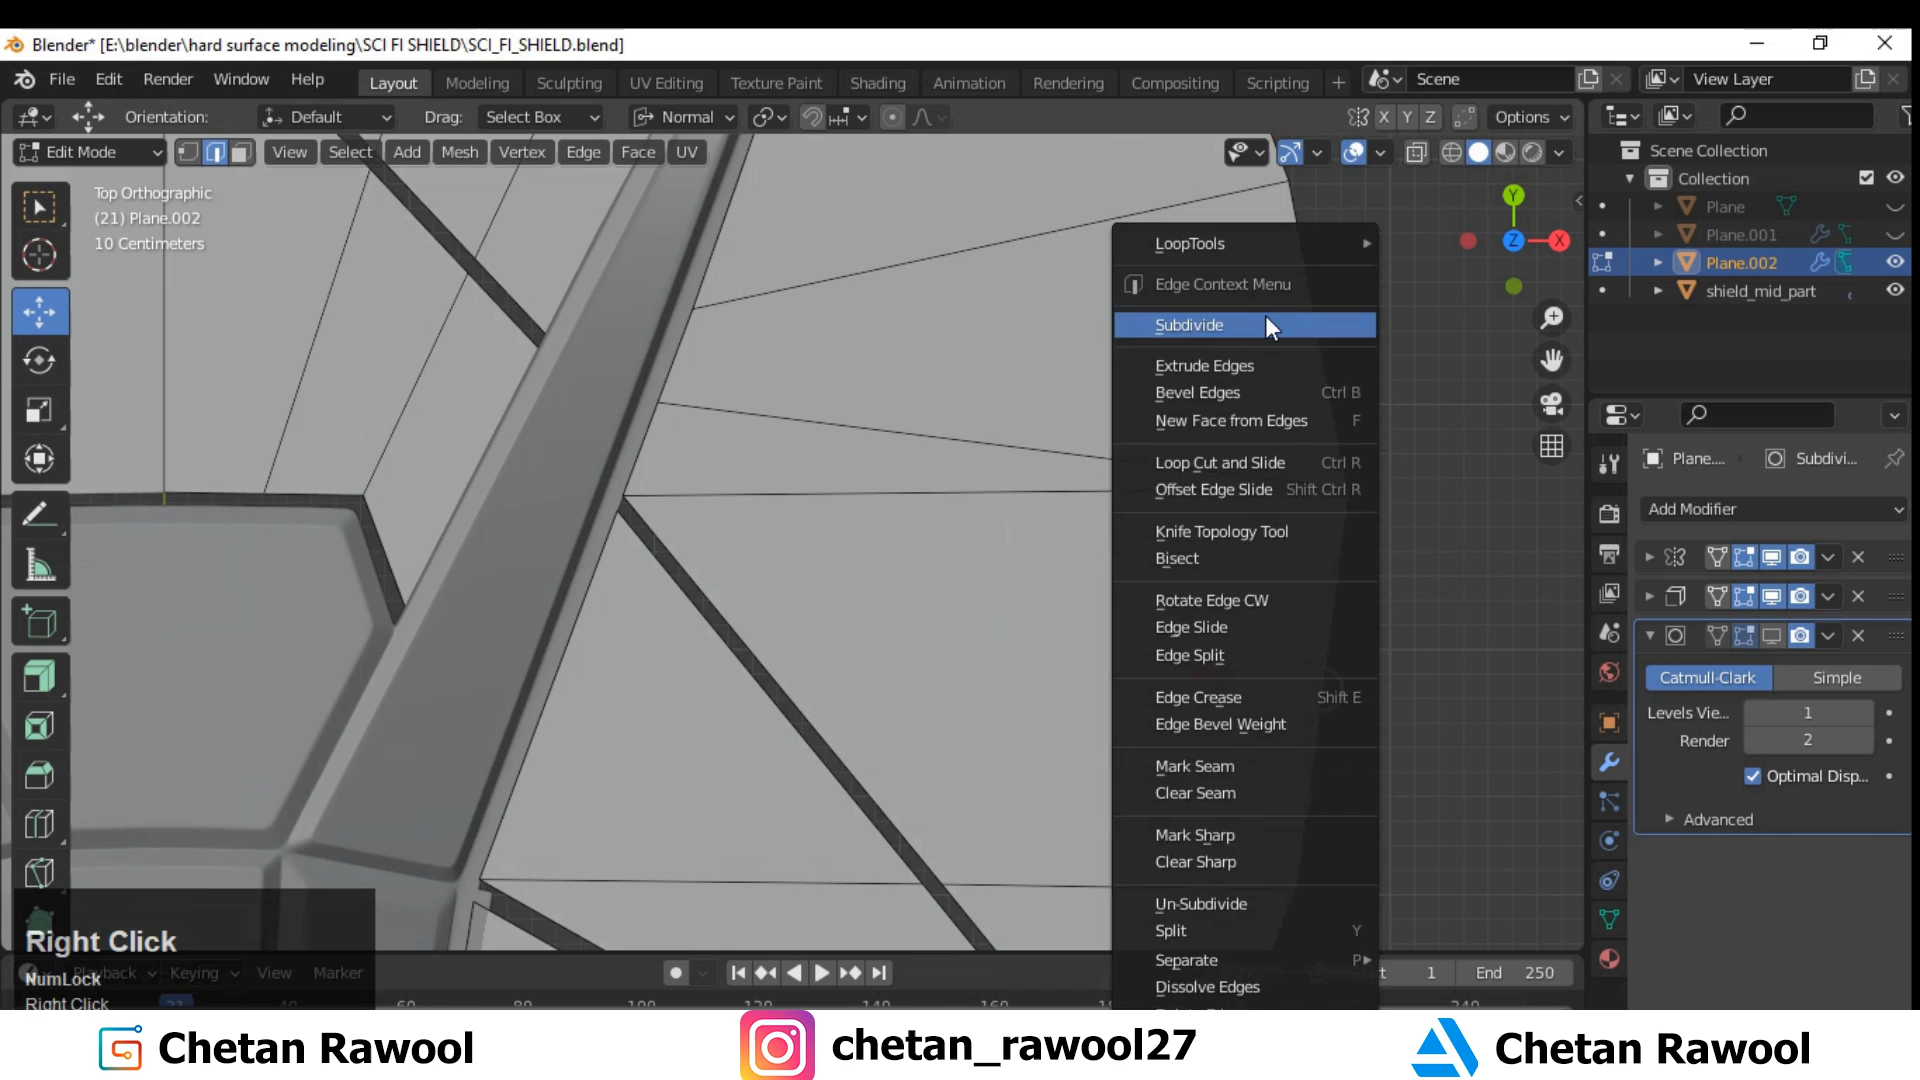 Blender* [E:\blender\hard surface modeling\SCI FI SHIELD\SCI_FI_SHIELD.blend]
File Edit Render Window Help Layout Modeling Sculpting UV Editing Texture Paint Shading Animation Rendering Compositing Scripting + Scene View Layer
Orientation: Default Drag: Select Box Normal X Y Z Options
Edit Mode View Select Add Mesh Vertex Edge Face UV
Top Orthographic
(21) Plane.002
10 Centimeters
Y
Z
X
Scene Collection
Collection
Plane
Plane.001
Plane.002
shield_mid_part
LoopTools
Edge Context Menu
Subdivide
Extrude Edges
Bevel Edges Ctrl B
New Face from Edges F
Loop Cut and Slide Ctrl R
Offset Edge Slide Shift Ctrl R
Knife Topology Tool
Bisect
Rotate Edge CW
Edge Slide
Edge Split
Edge Crease Shift E
Edge Bevel Weight
Mark Seam
Clear Seam
Mark Sharp
Clear Sharp
Un-Subdivide
Split Y
Separate P
Dissolve Edges
Plane.... Subdivi...
Add Modifier
Catmull-Clark Simple
Levels Vie... 1
Render 2
Optimal Disp...
Advanced
Right Click
NumLock
Right Click
Playback Keying View Marker
1 End 250
Chetan Rawool chetan_rawool27 Chetan Rawool